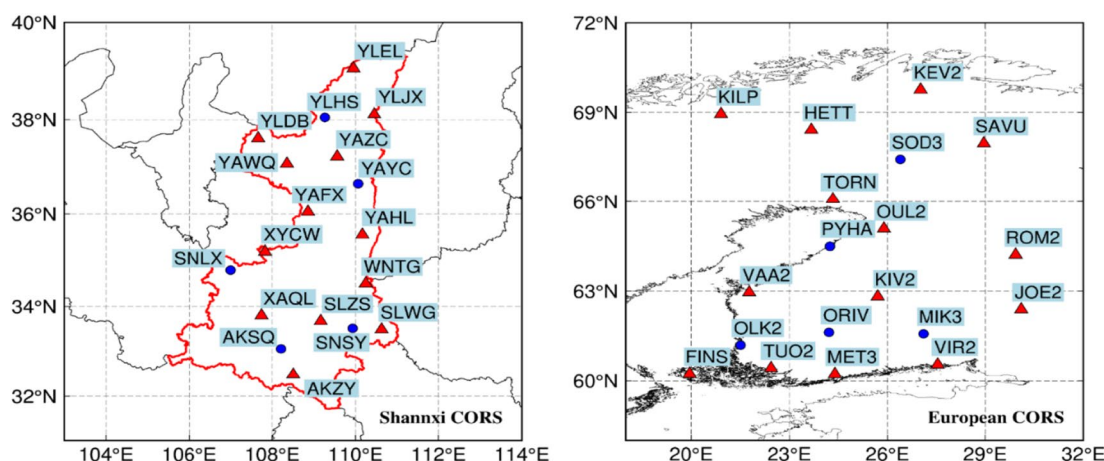 40°N
38°N
36°N
34°N
32°N
YLEL
YLHS
YLJX
YLDB
YAZC
YAWQ
YAYC
YAFX
YAHL
XYCW
SNLX
WNTG
XAQL
SLZS
SLWG
AKSQ
SNSY
AKZY
Shannxi CORS
104°E 106°E 108°E 110°E 112°E 114°E
72°N
69°N
66°N
63°N
60°N
KEV2
KILP
HETT
SAVU
SOD3
TORN
OUL2
PYHA
ROM2
VAA2
KIV2
JOE2
OLK2
ORIV
MIK3
FINS
TUO2
MET3
VIR2
European CORS
20°E 23°E 26°E 29°E 32°E